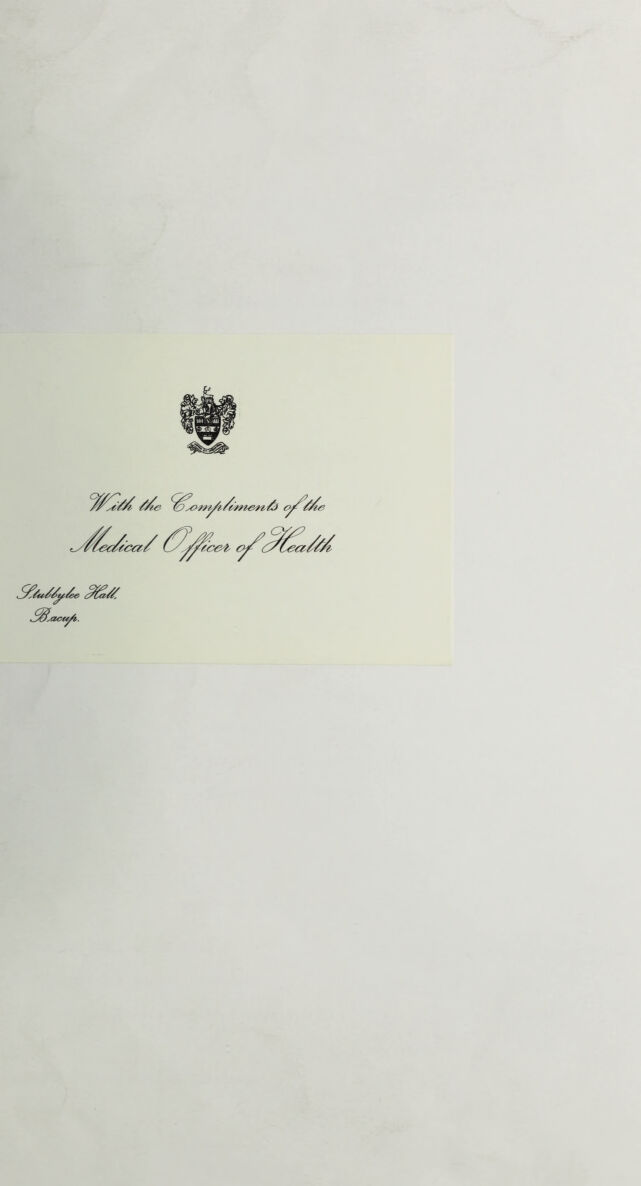 With the Compliments of the
Medical Officer of Health
Stubbylee Hall,
Bacup.